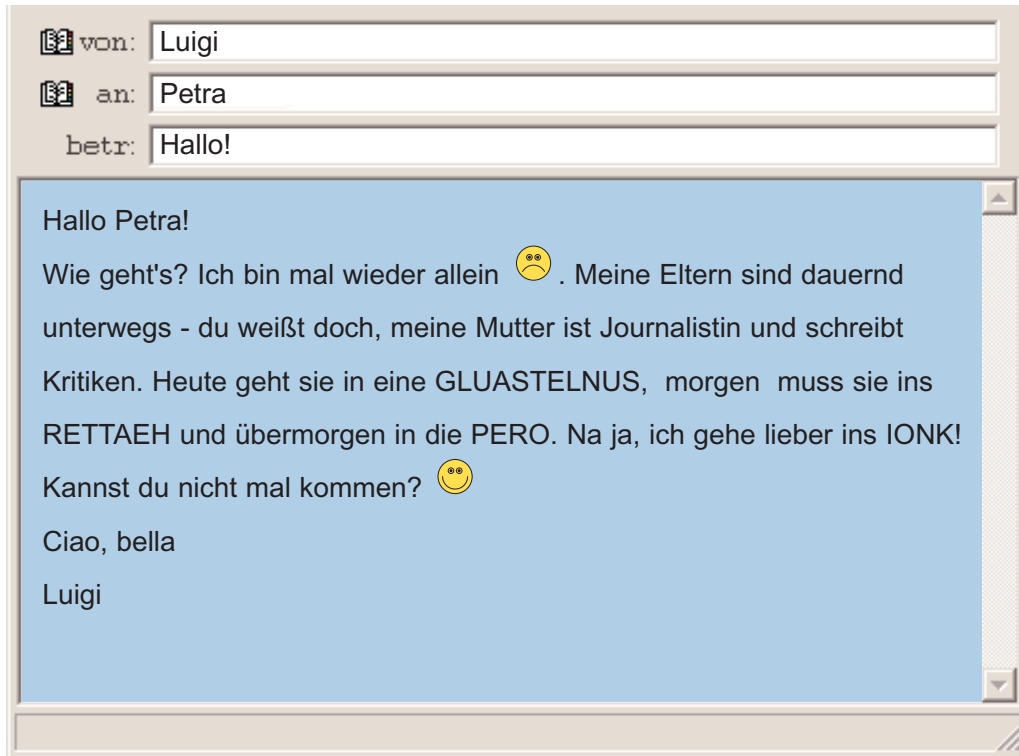 von: Luigi
an: Petra
betr: Hallo!
Hallo Petra!
Wie geht's? Ich bin mal wieder allein . Meine Eltern sind dauernd
unterwegs - du weißt doch, meine Mutter ist Journalistin und schreibt
Kritiken. Heute geht sie in eine GLUASTELNUS, morgen muss sie ins
RETTAEH und übermorgen in die PERO. Na ja, ich gehe lieber ins IONK!
Kannst du nicht mal kommen?
Ciao, bella
Luigi